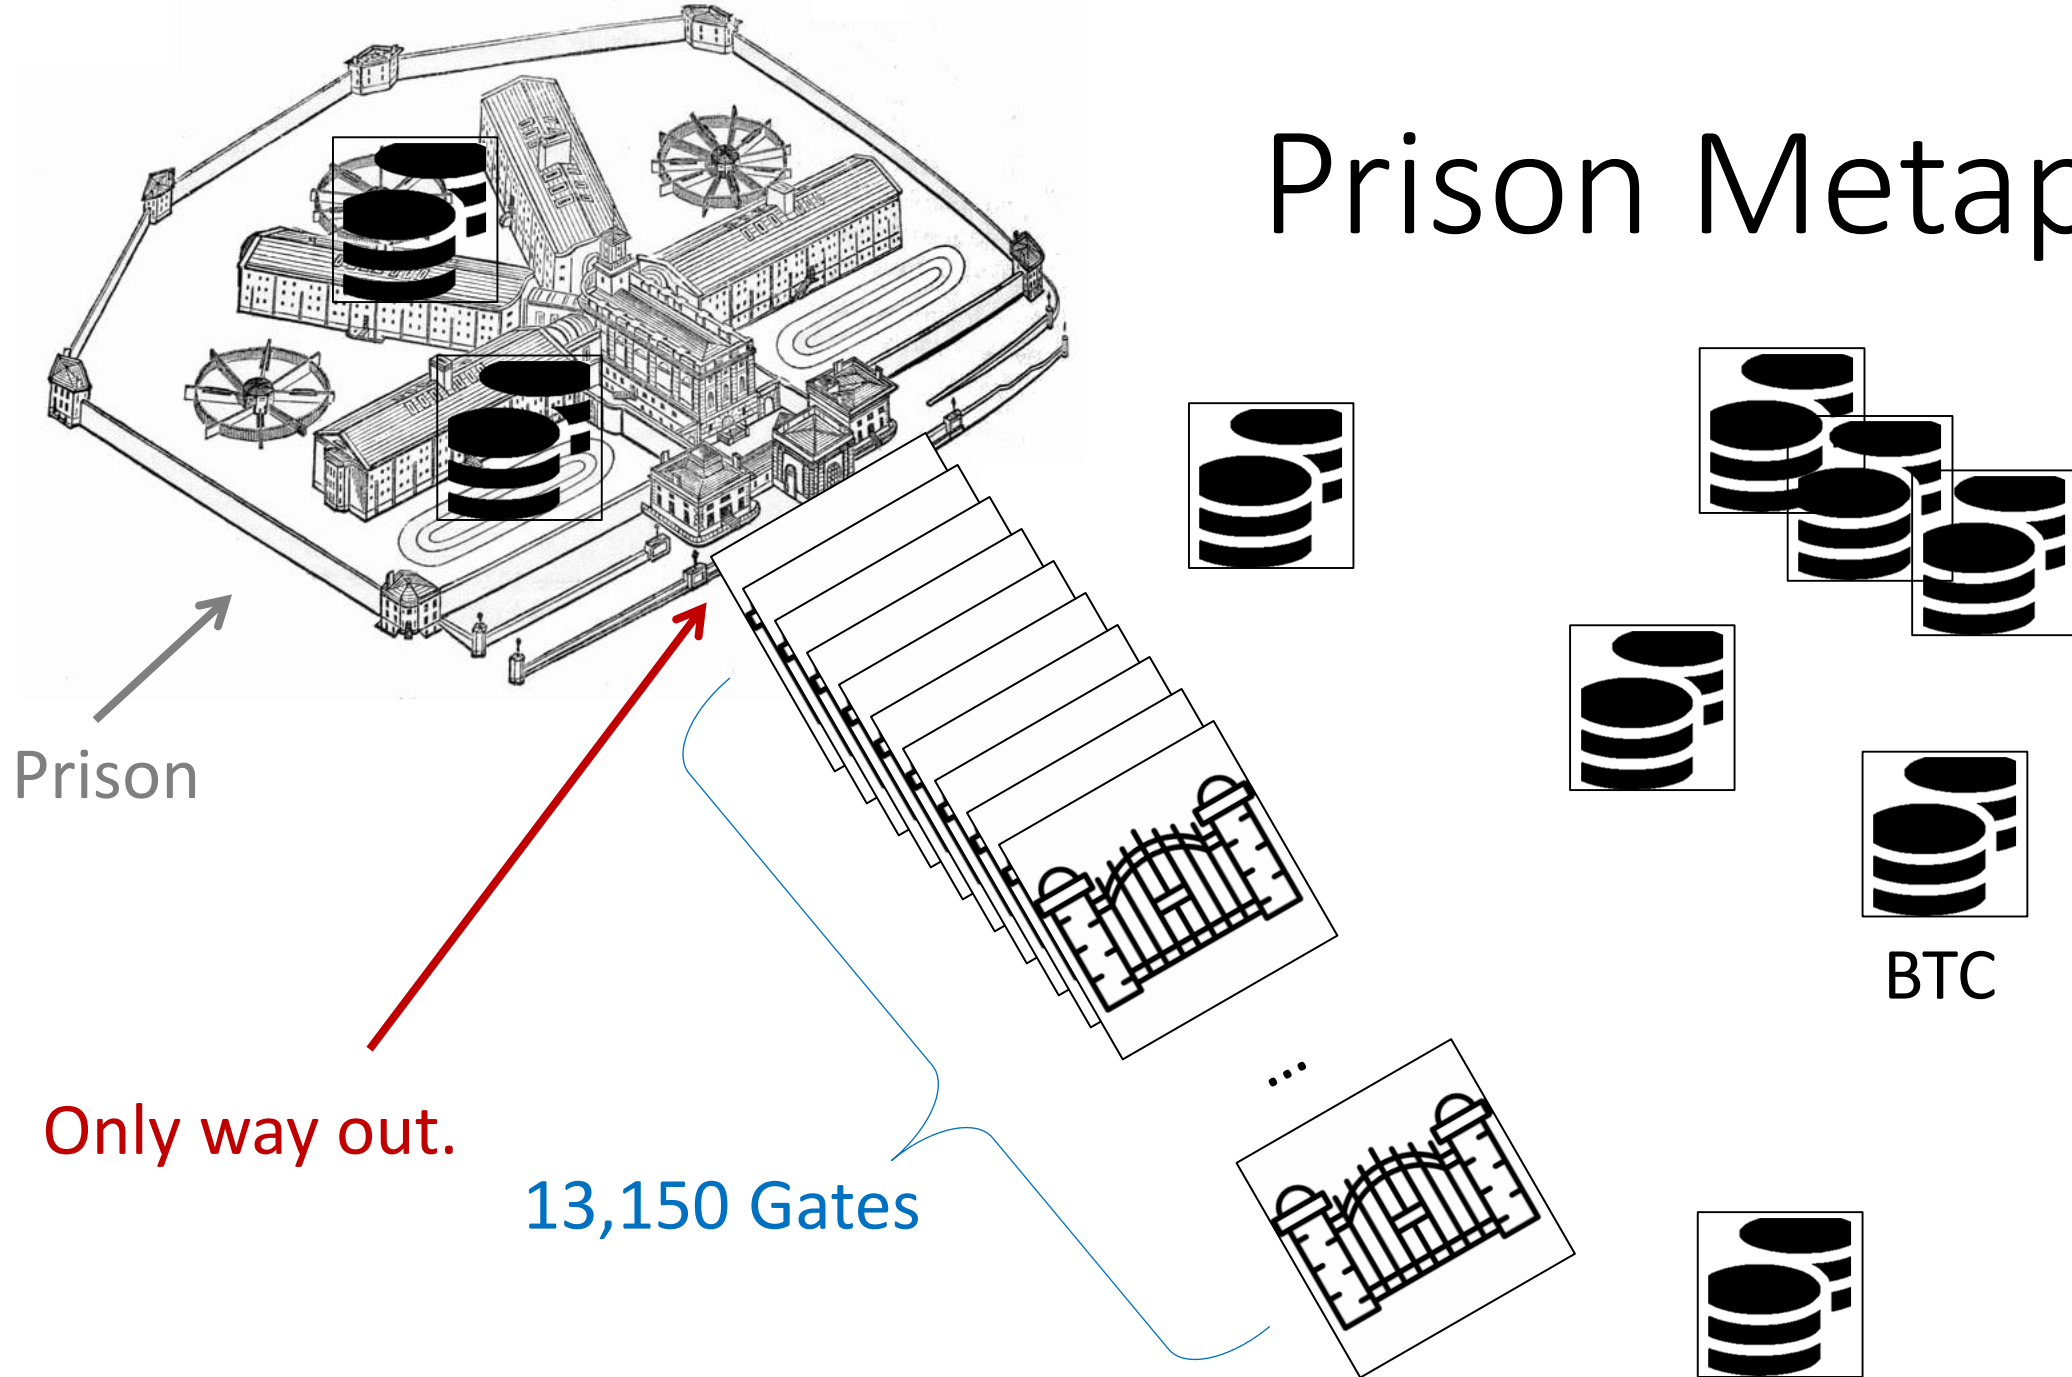 Prison Metap
Prison
BTC
Only way out.
13,150 Gates
...